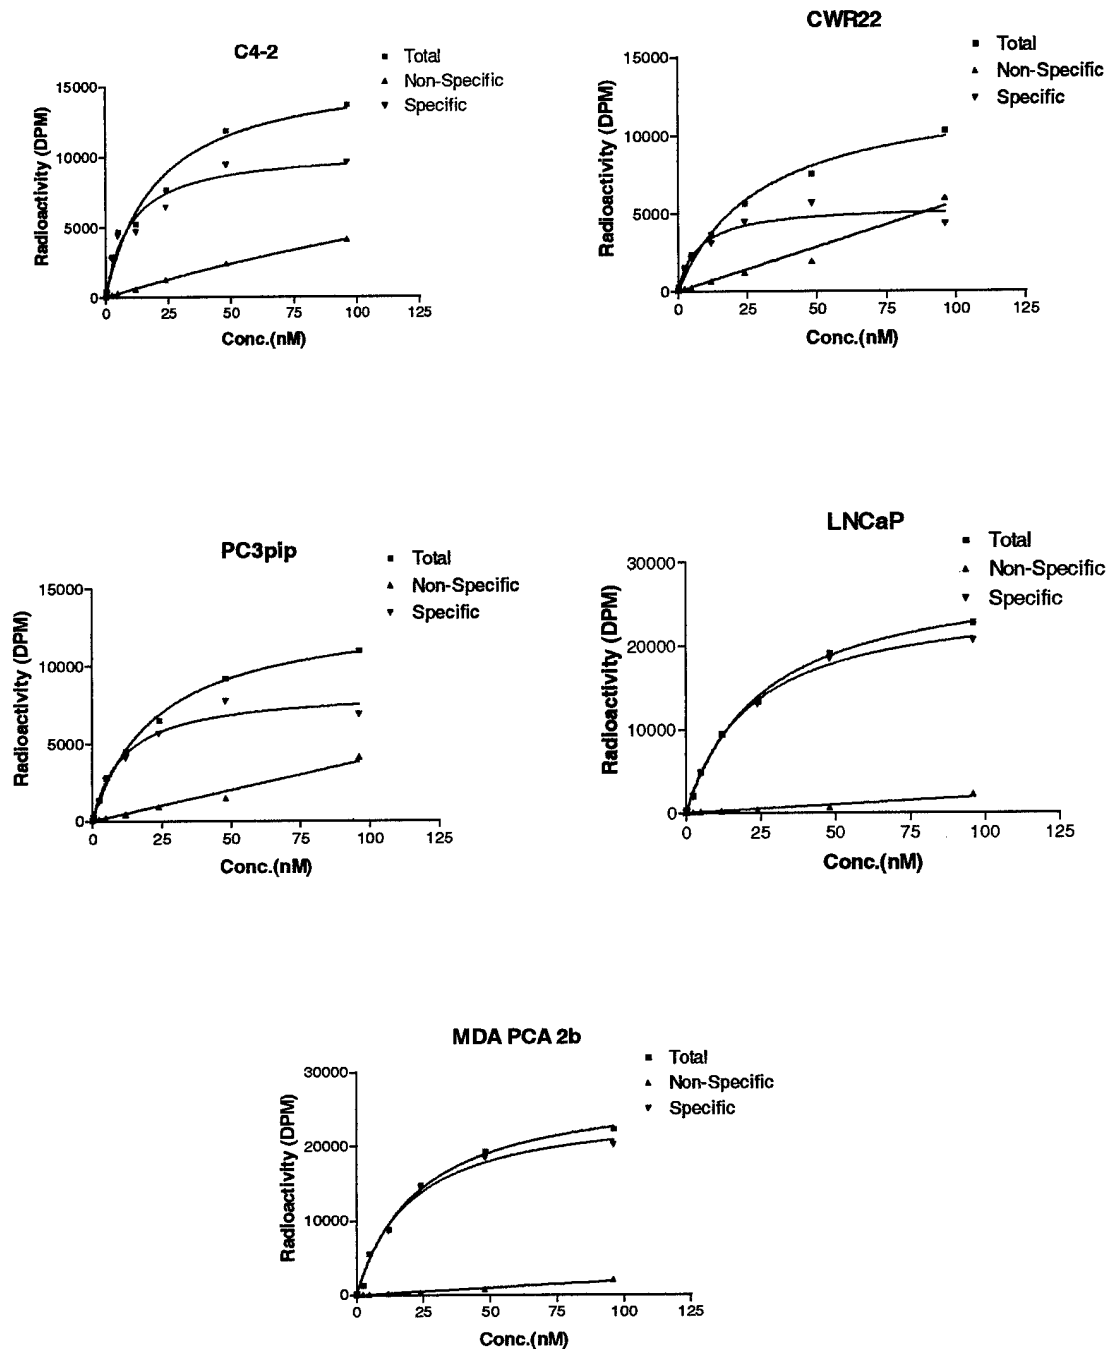 C4-2
Total
Non-Specific
Specific
15000
10000
5000
0
Radioactivity (DPM)
0 25 50 75 100 125
Conc.(nM)
CWR22
Total
Non-Specific
Specific
15000
10000
5000
0
Radioactivity (DPM)
0 25 50 75 100 125
Conc.(nM)
PC3pip
Total
Non-Specific
Specific
15000
10000
5000
0
Radioactivity (DPM)
0 25 50 75 100 125
Conc.(nM)
LNCaP
Total
Non-Specific
Specific
30000
20000
10000
0
Radioactivity (DPM)
0 25 50 75 100 125
Conc.(nM)
MDA PCA 2b
Total
Non-Specific
Specific
30000
20000
10000
0
Radioactivity (DPM)
0 25 50 75 100 125
Conc.(nM)